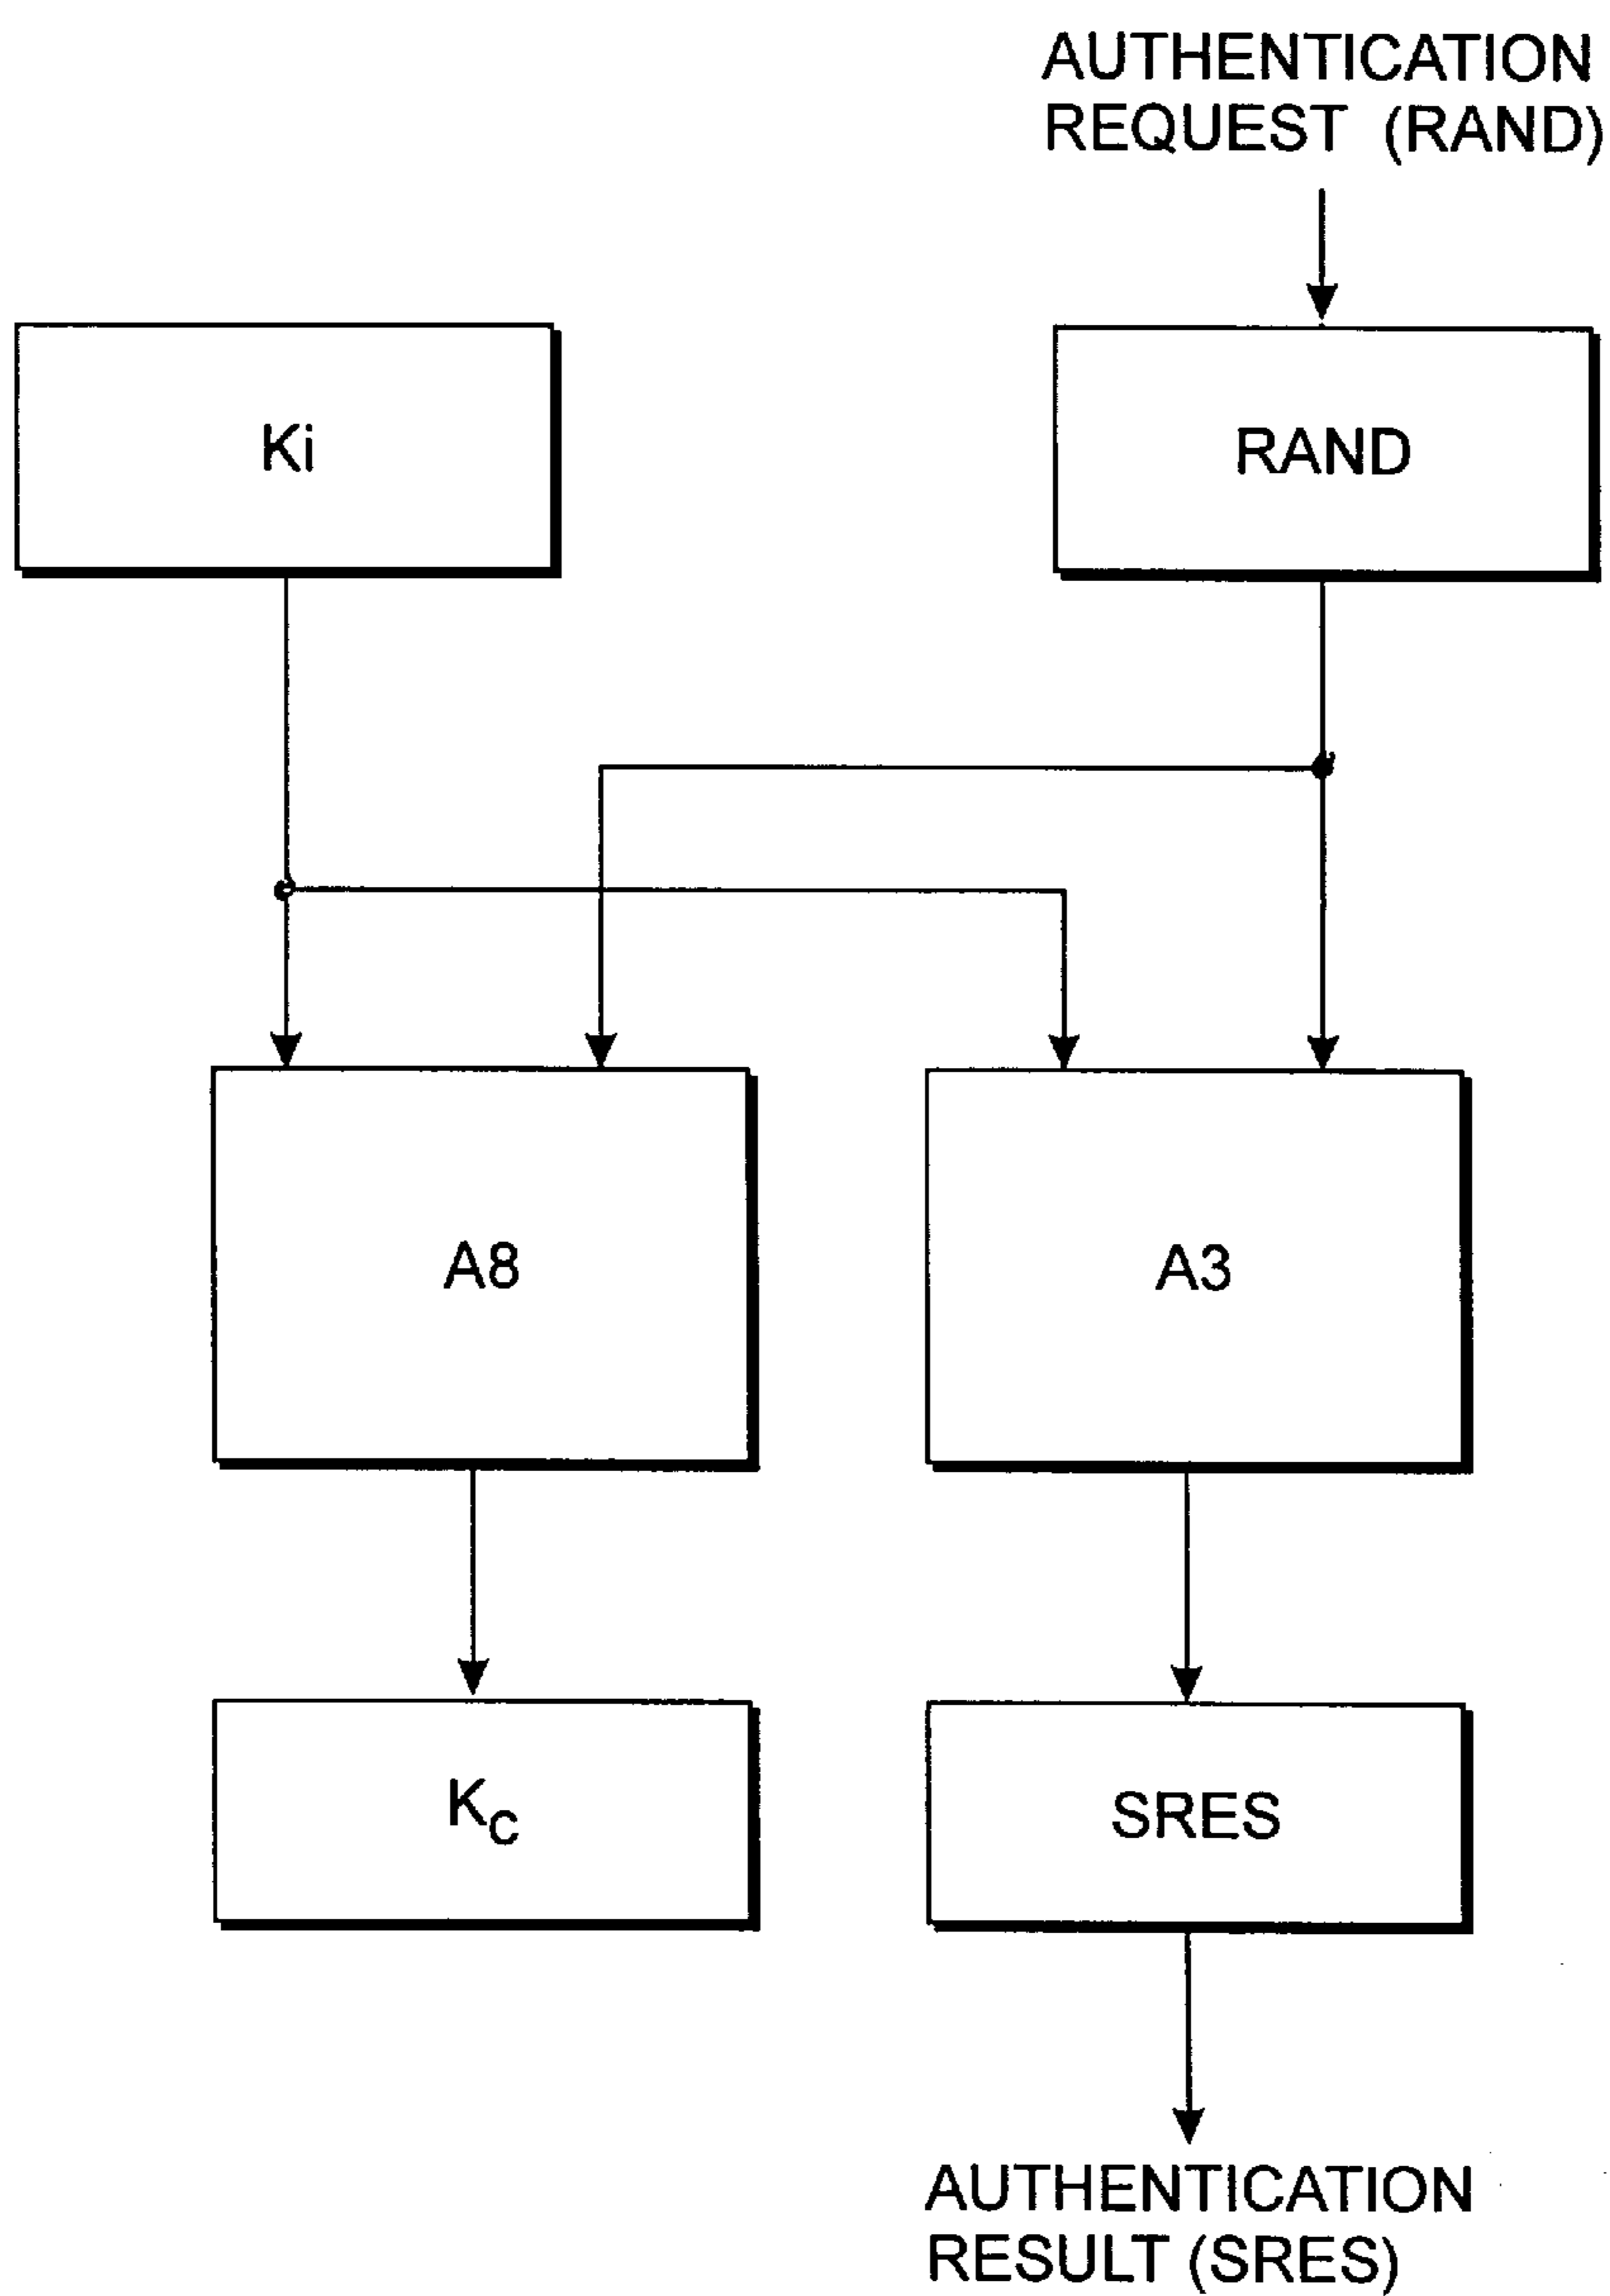 AUTHENTICATION
REQUEST (RAND)
Ki
RAND
A8
A3
KC
SRES
AUTHENTICATION
RESULT (SRES)